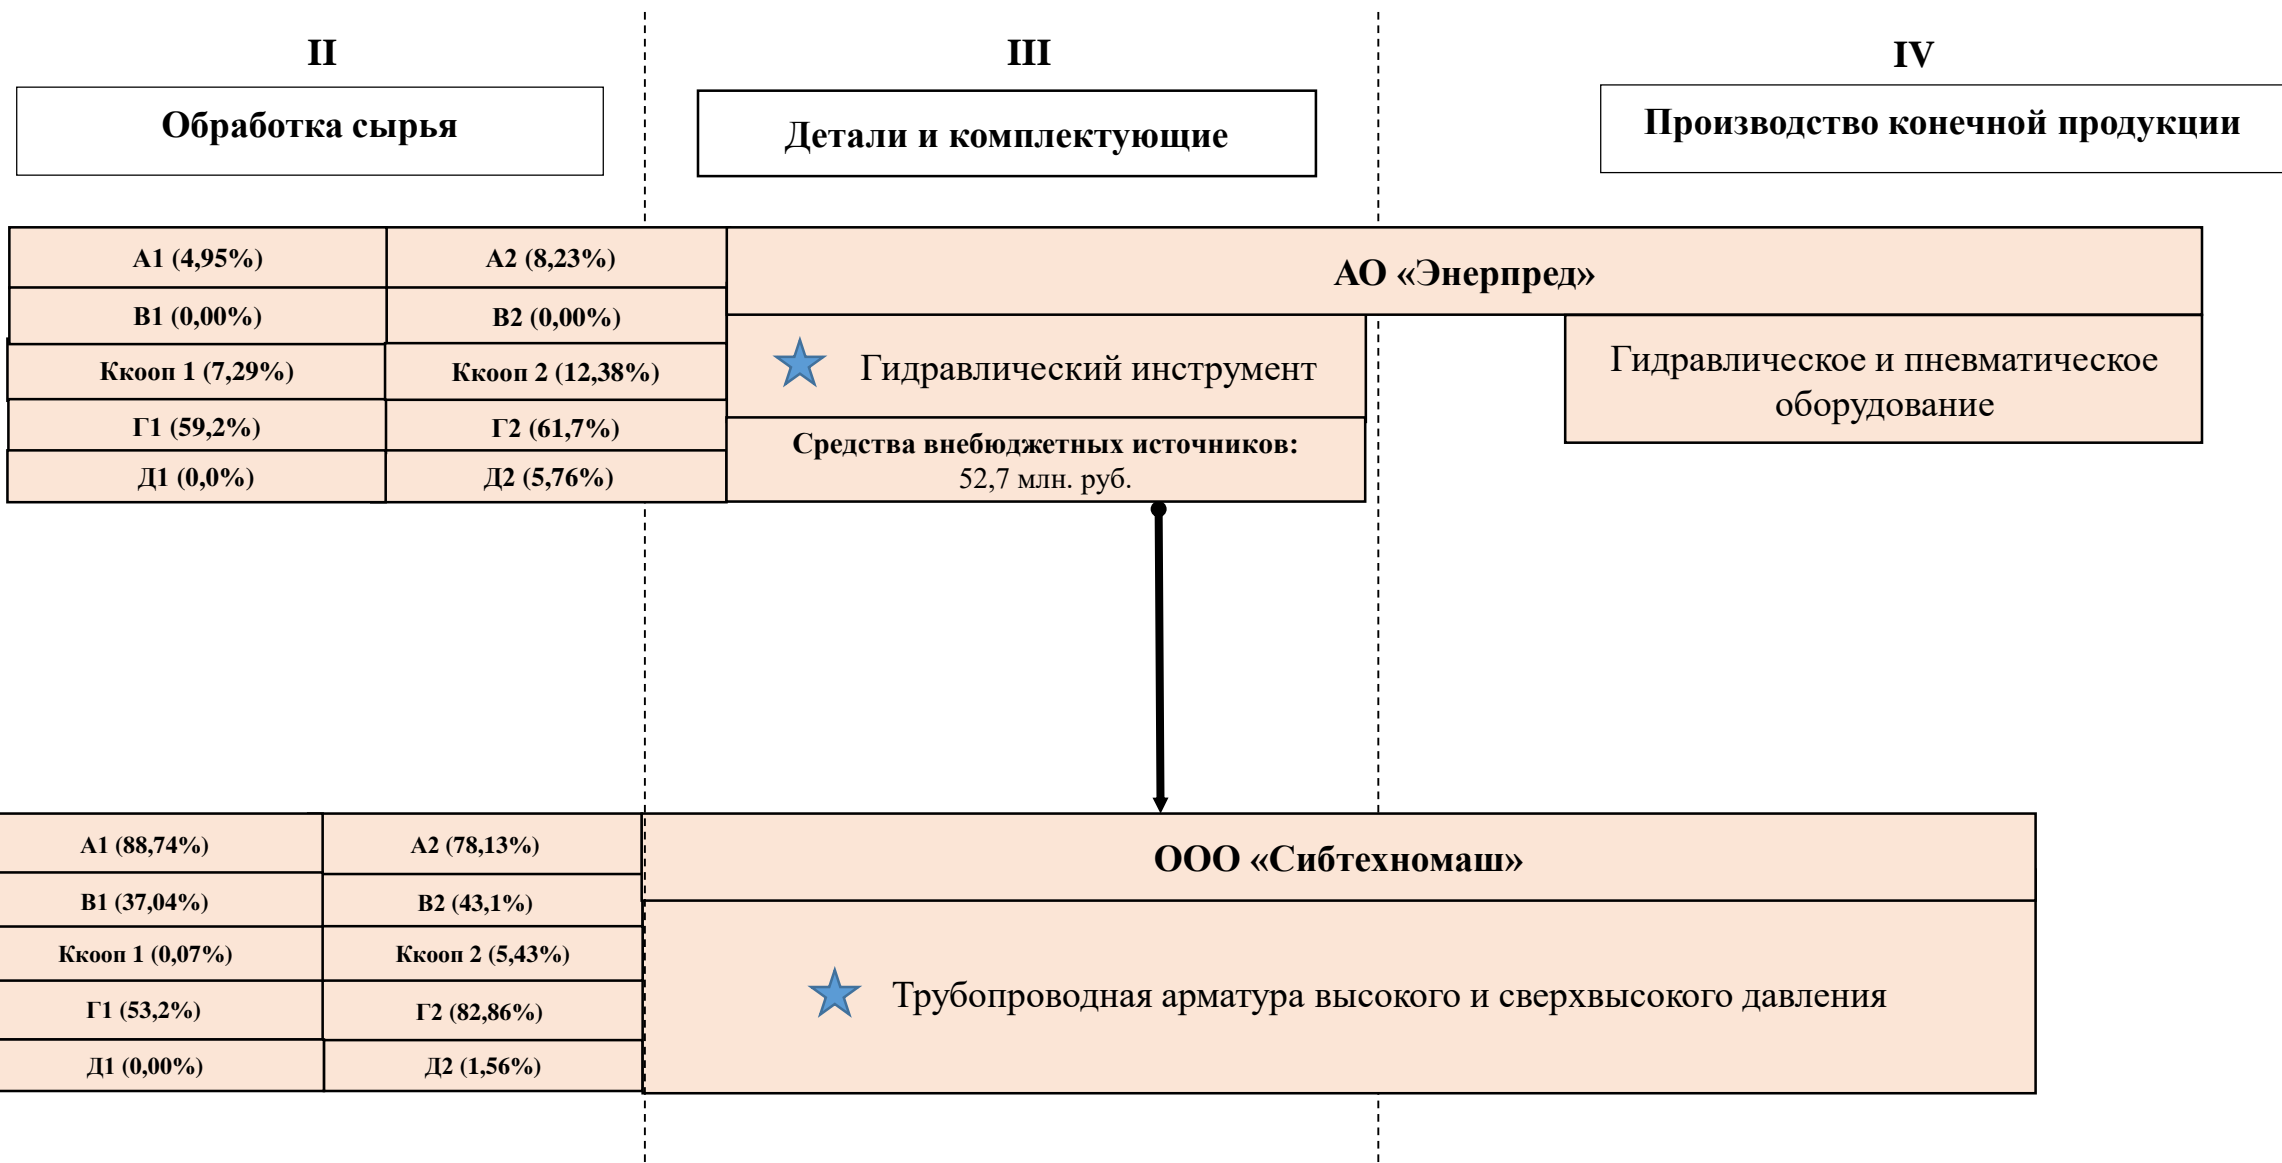 II
III
IV
Обработка сырья
Детали и комплектующие
Производство конечной продукции
А1 (4,95%)
А2 (8,23%)
АО «Энерпред»
В1 (0,00%)
В2 (0,00%)
Ккооп 1 (7,29%)
Ккооп 2 (12,38%)
Гидравлический инструмент
Гидравлическое и пневматическое
оборудование
Г1 (59,2%)
Г2 (61,7%)
Средства внебюджетных источников:
52,7 млн. руб.
Д1 (0,0%)
Д2 (5,76%)
А1 (88,74%)
А2 (78,13%)
ООО «Сибтехномаш»
В1 (37,04%)
В2 (43,1%)
Ккооп 1 (0,07%)
Ккооп 2 (5,43%)
Трубопроводная арматура высокого и сверхвысокого давления
Г1 (53,2%)
Г2 (82,86%)
Д1 (0,00%)
Д2 (1,56%)